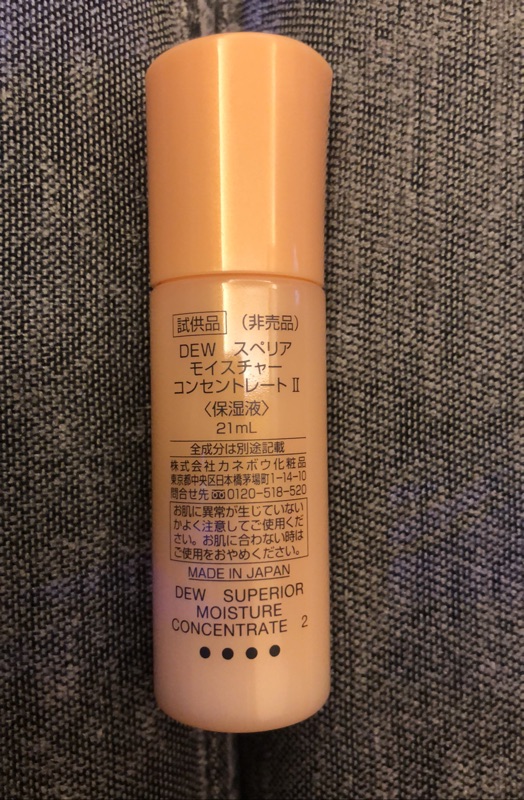 試供品 （非売品）
DEW スペリア
モイスチャー
コンセントレートⅡ
〈保湿液〉
21mL
全成分は別途記載
株式会社カネボウ化粧品
東京都中央区日本橋茅場町1-14-10
問合せ先 0120-518-520
お肌に異常が生じていない
かよく注意してご使用くだ
さい。お肌に合わない時は
ご使用をおやめください。
MADE IN JAPAN
DEW SUPERIOR
MOISTURE
CONCENTRATE 2